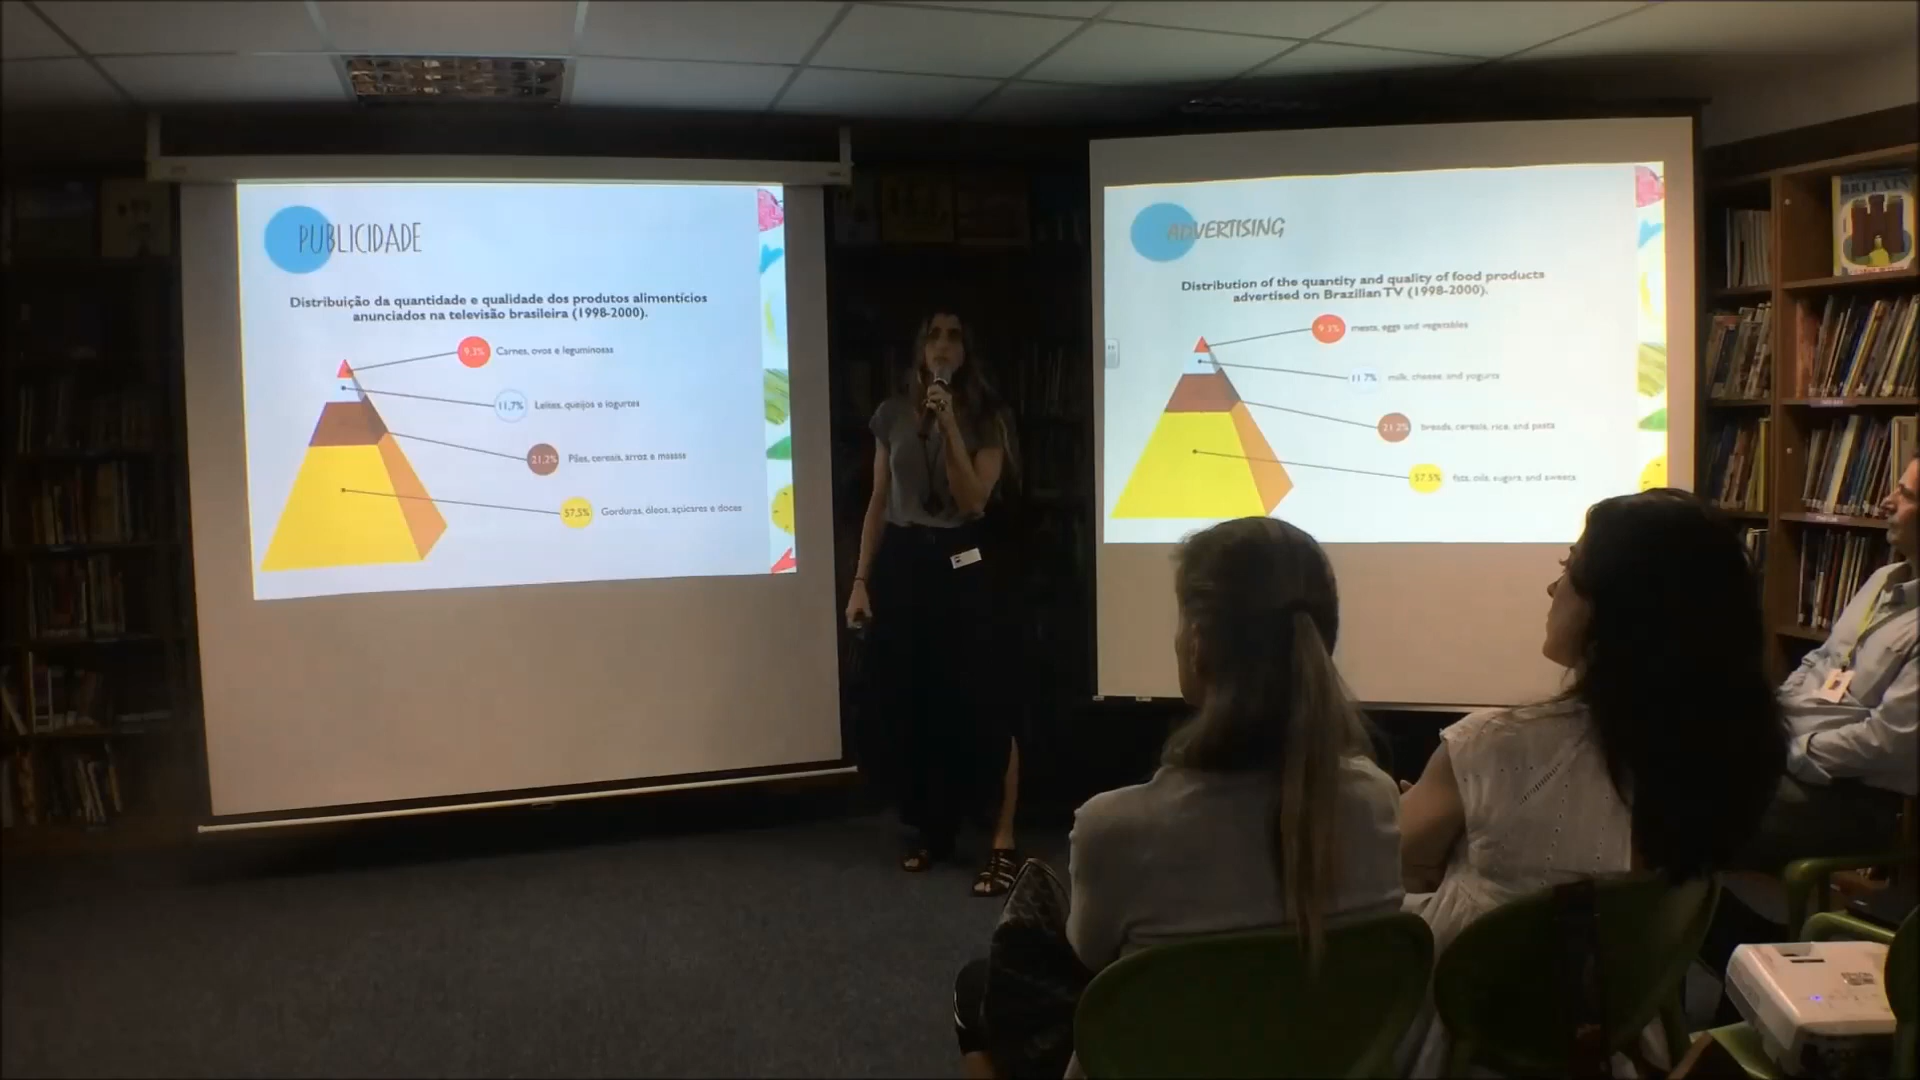 PUBLICIDADE
Distribuição da quantidade e qualidade dos produtos alimentícios
anunciados na televisão brasileira (1998-2000).
9,3% Carnes, ovos e leguminosas
11,7% Leites, queijos e iogurtes
21,2% Pães, cereais, arroz e massas
57,5% Gorduras, óleos, açúcares e doces
ADVERTISING
Distribution of the quantity and quality of food products
advertised on Brazilian TV (1998-2000).
9.3% meats, eggs and vegetables
11.7% milk, cheese, and yogurts
21.2% breads, cereals, rice, and pasta
57.5% fats, oils, sugars, and sweets
BRITAIN
EPSON